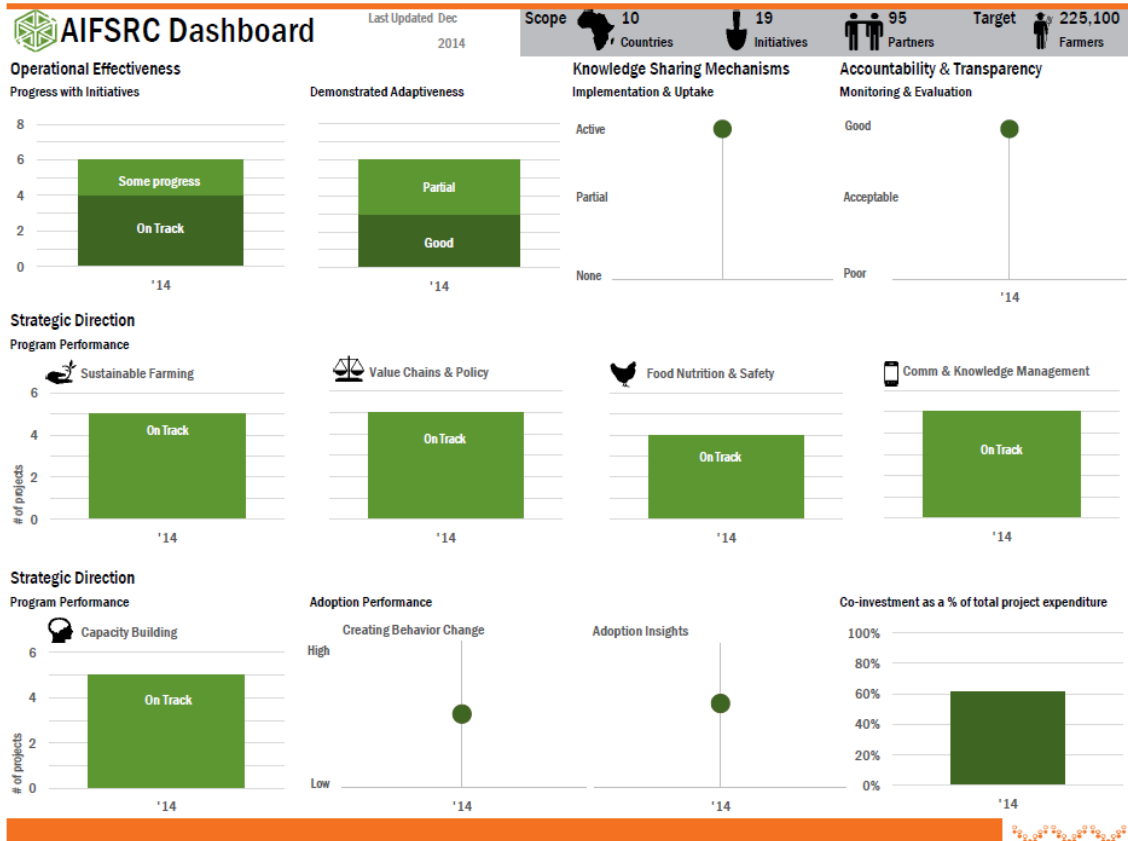 AIFSRC Dashboard
Last Updated Dec
2014
Scope
10
Countries
19
Initiatives
95
Partners
Target
225,100
Farmers
Operational Effectiveness
Knowledge Sharing Mechanisms
Accountability & Transparency
Progress with Initiatives
Demonstrated Adaptiveness
Implementation & Uptake
Monitoring & Evaluation
8
6
4
2
0
Some progress
On Track
'14
Partial
Good
'14
Active
Partial
None
Good
Acceptable
Poor
'14
Strategic Direction
Program Performance
Sustainable Farming
Value Chains & Policy
Food Nutrition & Safety
Comm & Knowledge Management
# of projects
6
4
2
0
On Track
'14
On Track
'14
On Track
'14
On Track
'14
Strategic Direction
Program Performance
Adoption Performance
Co-investment as a % of total project expenditure
Capacity Building
Creating Behavior Change
Adoption Insights
# of projects
6
4
2
0
On Track
'14
High
Low
'14
'14
100%
80%
60%
40%
20%
0%
'14